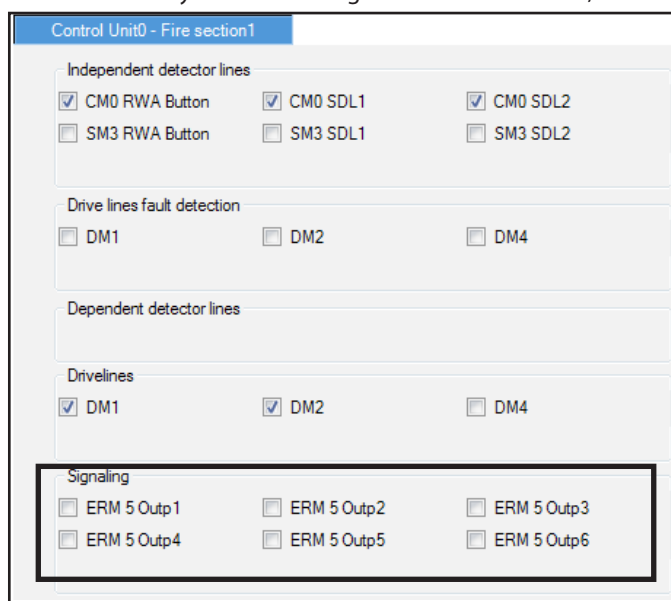 Control Unit0 - Fire section1
Independent detector lines
CM0 RWA Button CM0 SDL1 CM0 SDL2
SM3 RWA Button SM3 SDL1 SM3 SDL2
Drive lines fault detection
DM1 DM2 DM4
Dependent detector lines
Drivelines
DM1 DM2 DM4
Signaling
ERM 5 Outp1 ERM 5 Outp2 ERM 5 Outp3
ERM 5 Outp4 ERM 5 Outp5 ERM 5 Outp6